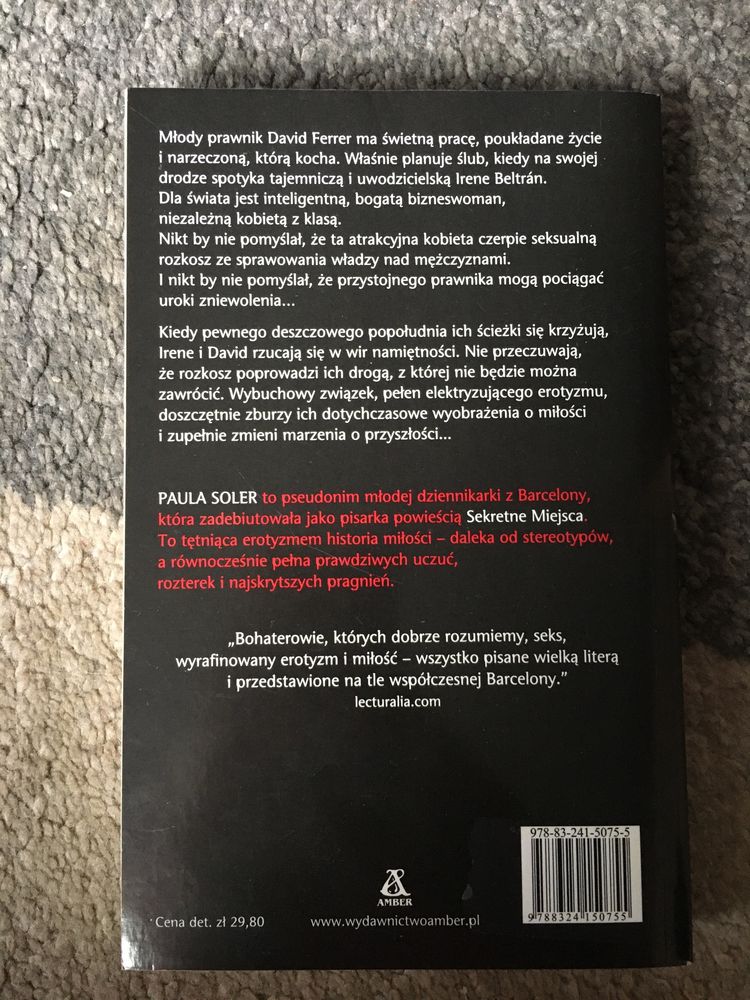 Młody prawnik David Ferrer ma świetną pracę, poukładane życie
i narzeczoną, którą kocha. Właśnie planuje ślub, kiedy na swojej
drodze spotyka tajemniczą i uwodzicielską Irene Beltrán.
Dla świata jest inteligentną, bogatą bizneswoman,
niezależną kobietą z klasą.
Nikt by nie pomyślał, że ta atrakcyjna kobieta czerpie seksualną
rozkosz ze sprawowania władzy nad mężczyznami.
I nikt by nie pomyślał, że przystojnego prawnika mogą pociągać
uroki zniewolenia...
Kiedy pewnego deszczowego popołudnia ich ścieżki się krzyżują,
Irene i David rzucają się w wir namiętności. Nie przeczuwają,
że rozkosz poprowadzi ich drogą, z której nie będzie można
zawrócić. Wybuchowy związek, pełen elektryzującego erotyzmu,
doszczętnie zburzy ich dotychczasowe wyobrażenia o miłości
i zupełnie zmieni marzenia o przyszłości...
PAULA SOLER to pseudonim młodej dziennikarki z Barcelony,
która zadebiutowała jako pisarka powieścią Sekretne Miejsca.
To tętniąca erotyzmem historia miłości – daleka od stereotypów,
a równocześnie pełna prawdziwych uczuć,
rozterek i najskrytszych pragnień.
„Bohaterowie, których dobrze rozumiemy, seks,
wyrafinowany erotyzm i miłość – wszystko pisane wielką literą
i przedstawione na tle współczesnej Barcelony.”
lecturalia.com
978-83-241-5075-5
AMBER
Cena det. zł 29,80
www.wydawnictwoamber.pl
9 788324 150755